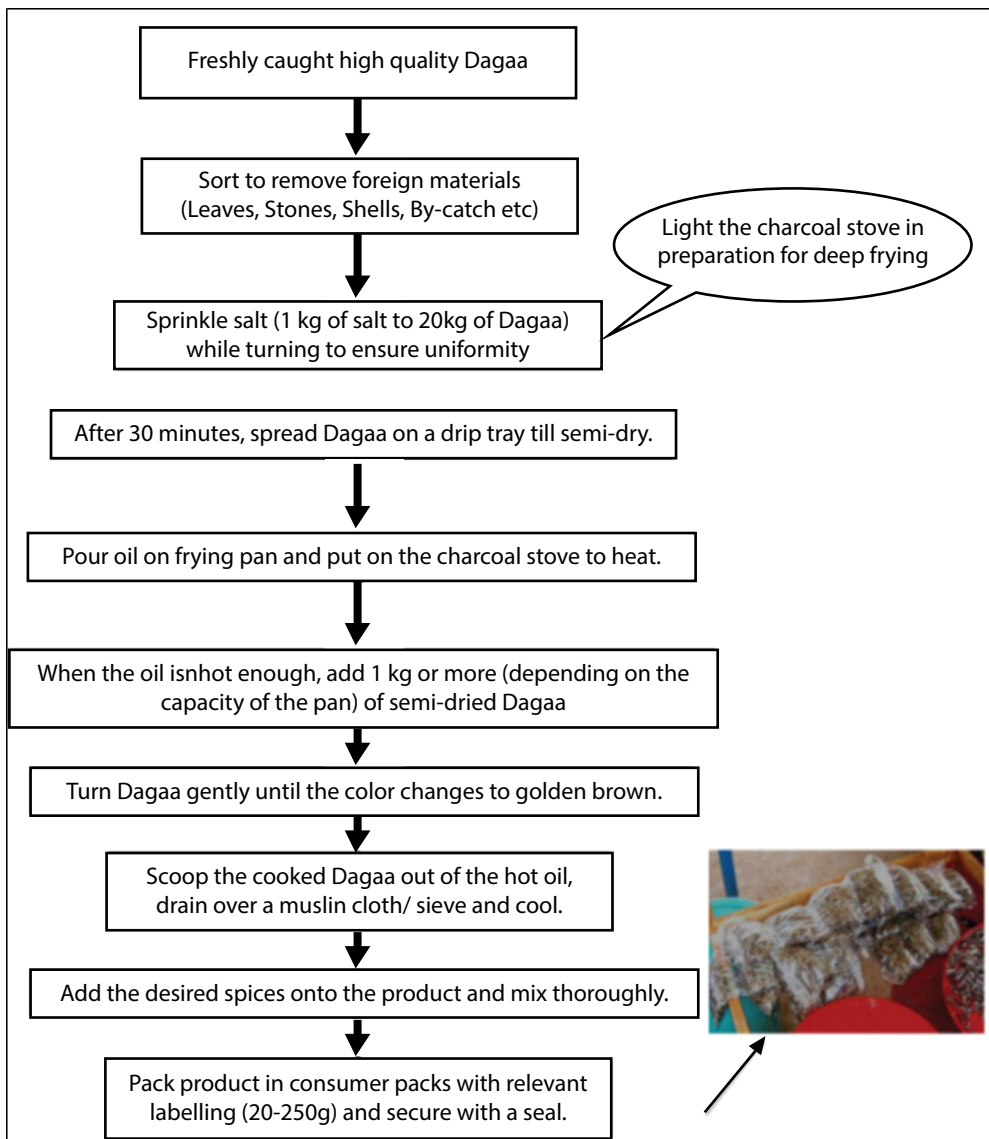 Freshly caught high quality Dagaa
Sort to remove foreign materials
(Leaves, Stones, Shells, By-catch etc)
Light the charcoal stove in
preparation for deep frying
Sprinkle salt (1 kg of salt to 20kg of Dagaa)
while turning to ensure uniformity
After 30 minutes, spread Dagaa on a drip tray till semi-dry.
Pour oil on frying pan and put on the charcoal stove to heat.
When the oil isnhot enough, add 1 kg or more (depending on the
capacity of the pan) of semi-dried Dagaa
Turn Dagaa gently until the color changes to golden brown.
Scoop the cooked Dagaa out of the hot oil,
drain over a muslin cloth/ sieve and cool.
Add the desired spices onto the product and mix thoroughly.
Pack product in consumer packs with relevant
labelling (20-250g) and secure with a seal.